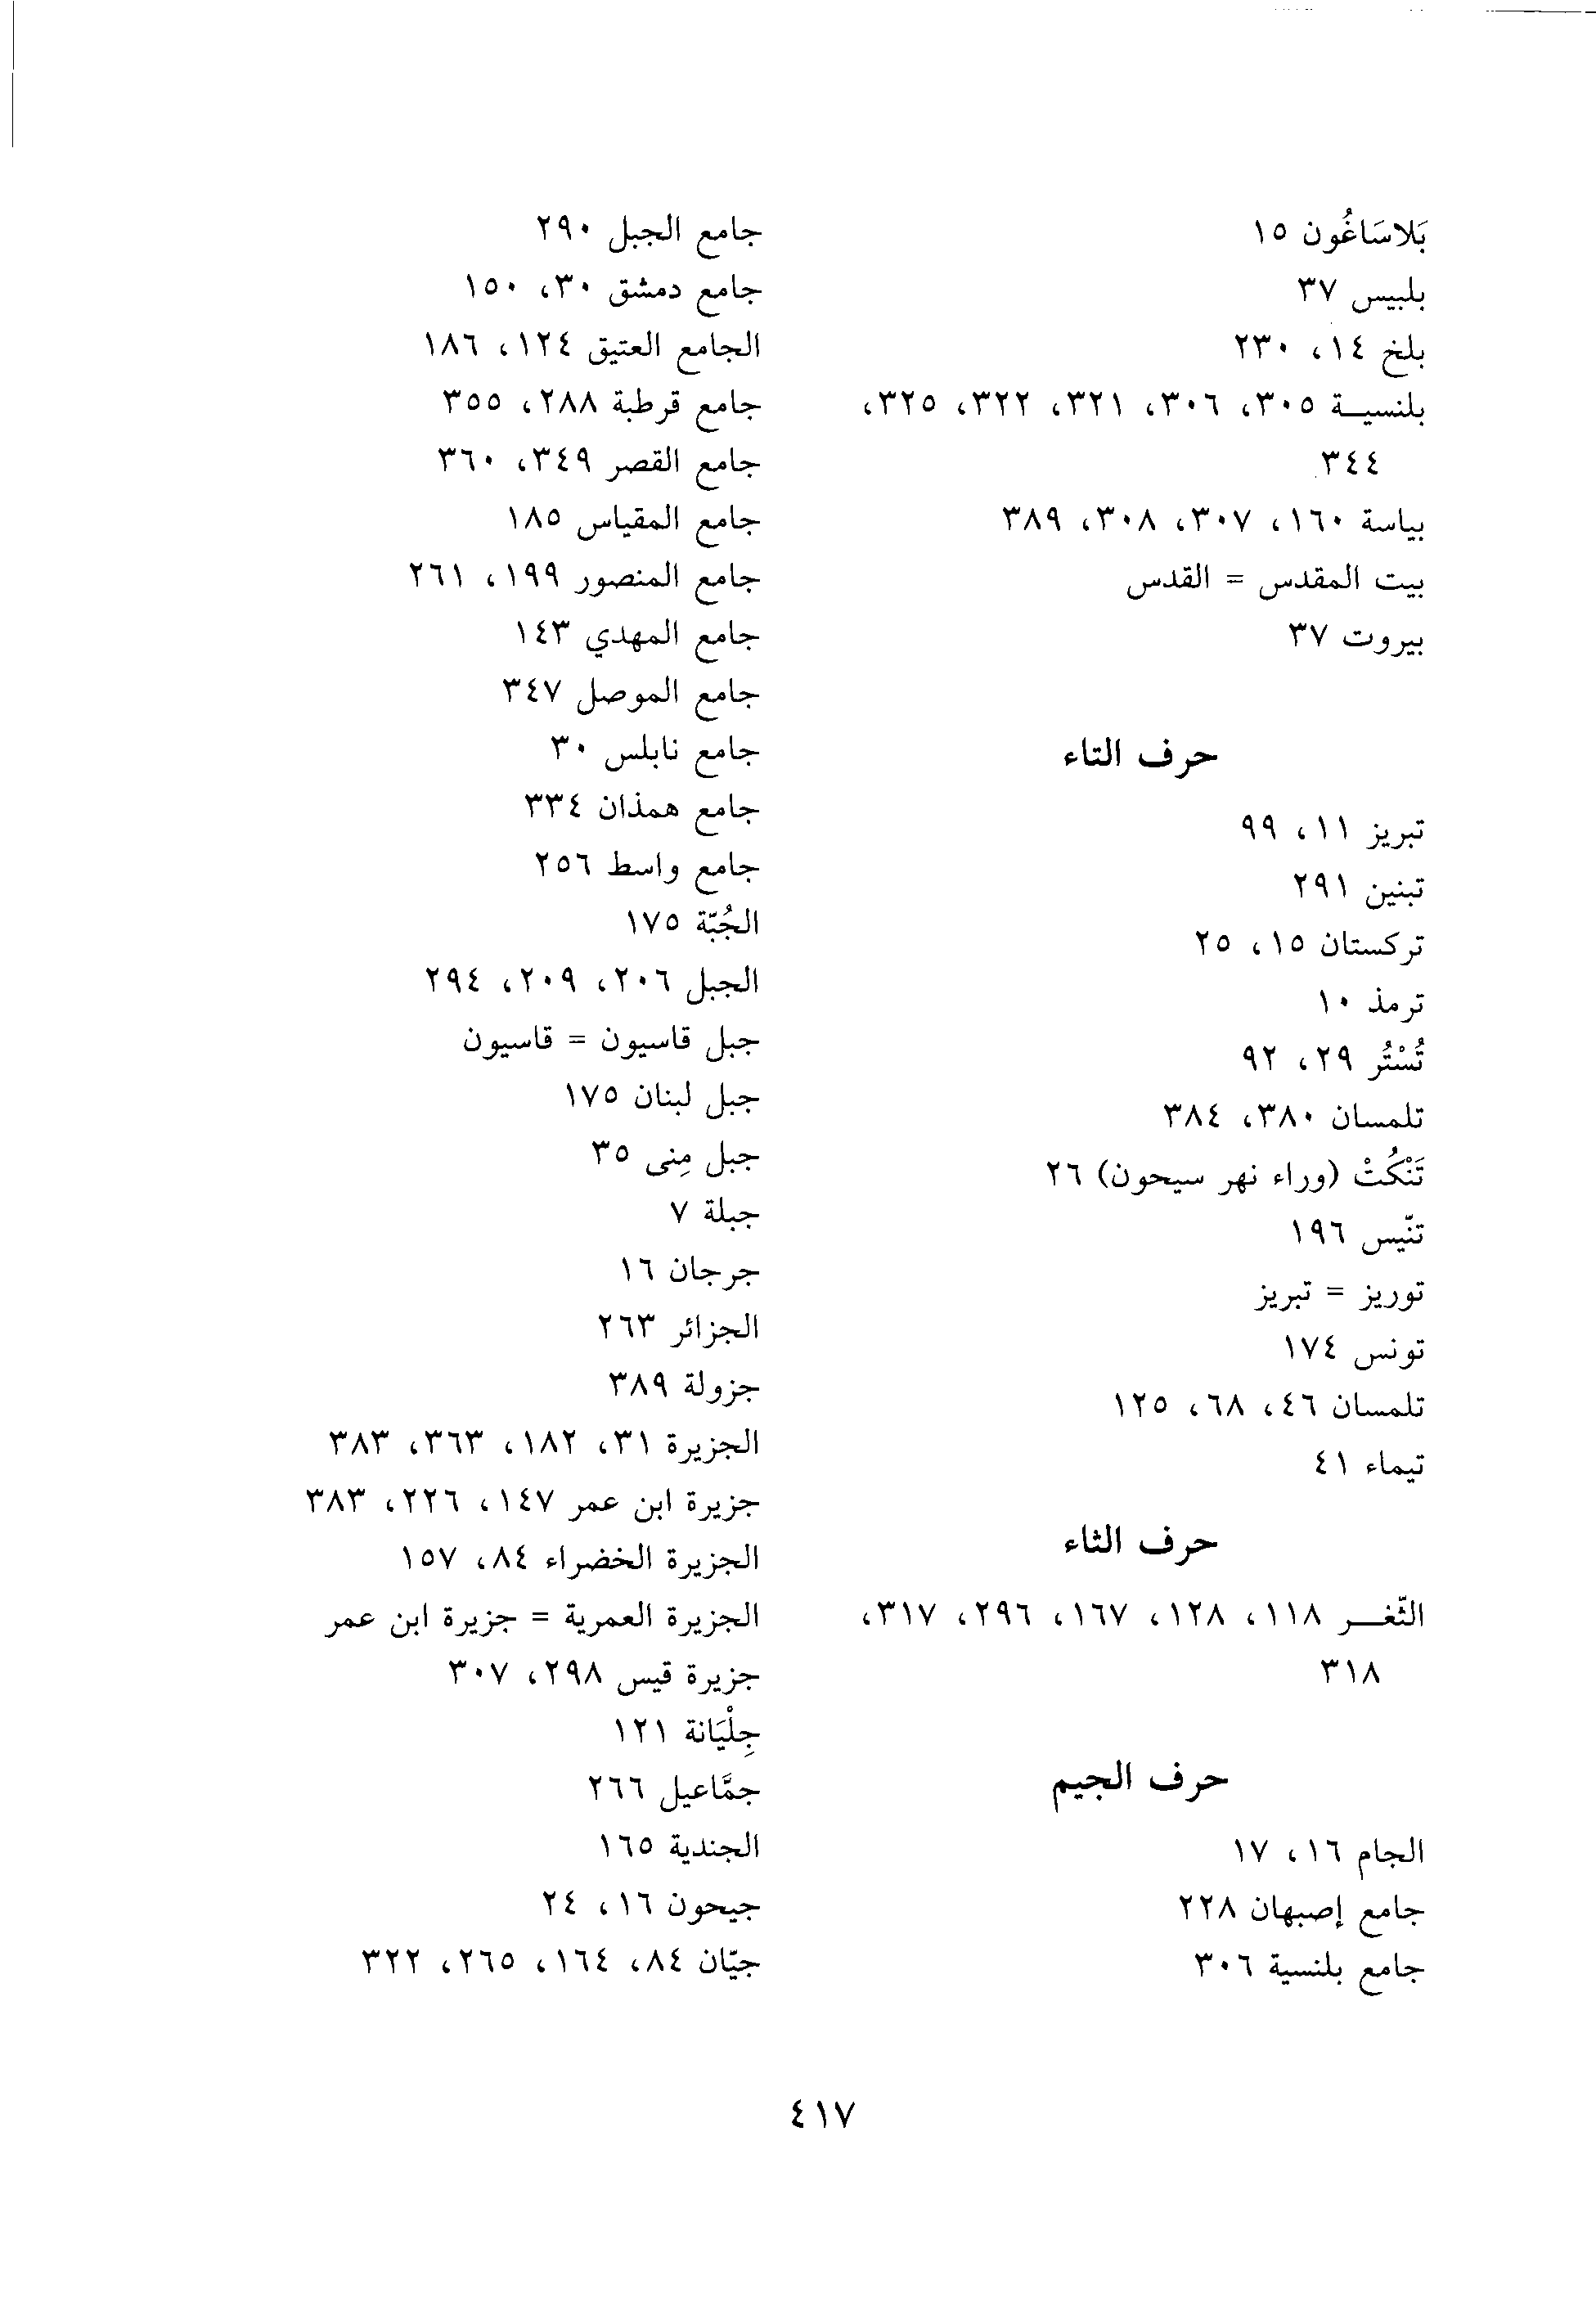 بَلاسَاغُون ١٥
بلبيس ٣٧
بلخ ١٤، ٢٣٠
بلنسيـة ٣٠٥، ٣٠٦، ٣٢١، ٣٢٢، ٣٢٥،
٣٤٤
بياسة ١٦٠، ٣٠٧، ٣٠٨، ٣٨٩
بيت المقدس = القدس
بيروت ٣٧
حرف التاء
تبريز ١١، ٩٩
تبنين ٢٩١
تركستان ١٥، ٢٥
ترمذ ١٠
تُسْتُر ٢٩، ٩٢
تلمسان ٣٨٠، ٣٨٤
تَنْكُتْ (وراء نهر سيحون) ٢٦
تنّيس ١٩٦
توريز = تبريز
تونس ١٧٤
تلمسان ٤٦، ٦٨، ١٢٥
تيماء ٤١
حرف الثاء
الثّغـر ١١٨، ١٢٨، ١٦٧، ٢٩٦، ٣١٧،
٣١٨
حرف الجيم
الجام ١٦، ١٧
جامع إصبهان ٢٢٨
جامع بلنسية ٣٠٦
جامع الجبل ٢٩٠
جامع دمشق ٣٠، ١٥٠
الجامع العتيق ١٢٤، ١٨٦
جامع قرطبة ٢٨٨، ٣٥٥
جامع القصر ٣٤٩، ٣٦٠
جامع المقياس ١٨٥
جامع المنصور ١٩٩، ٢٦١
جامع المهدي ١٤٣
جامع الموصل ٣٤٧
جامع نابلس ٣٠
جامع همذان ٣٣٤
جامع واسط ٢٥٦
الجُبّة ١٧٥
الجبل ٢٠٦، ٢٠٩، ٢٩٤
جبل قاسيون = قاسيون
جبل لبنان ١٧٥
جبل مِنى ٣٥
جبلة ٧
جرجان ١٦
الجزائر ٢٦٣
جزولة ٣٨٩
الجزيرة ٣١، ١٨٢، ٣٦٣، ٣٨٣
جزيرة ابن عمر ١٤٧، ٢٢٦، ٣٨٣
الجزيرة الخضراء ٨٤، ١٥٧
الجزيرة العمرية = جزيرة ابن عمر
جزيرة قيس ٢٩٨، ٣٠٧
جِلْيَانة ١٢١
جمَّاعيل ٢٦٦
الجندية ١٦٥
جيحون ١٦، ٢٤
جيّان ٨٤، ١٦٤، ٢٦٥، ٣٢٢
٤١٧